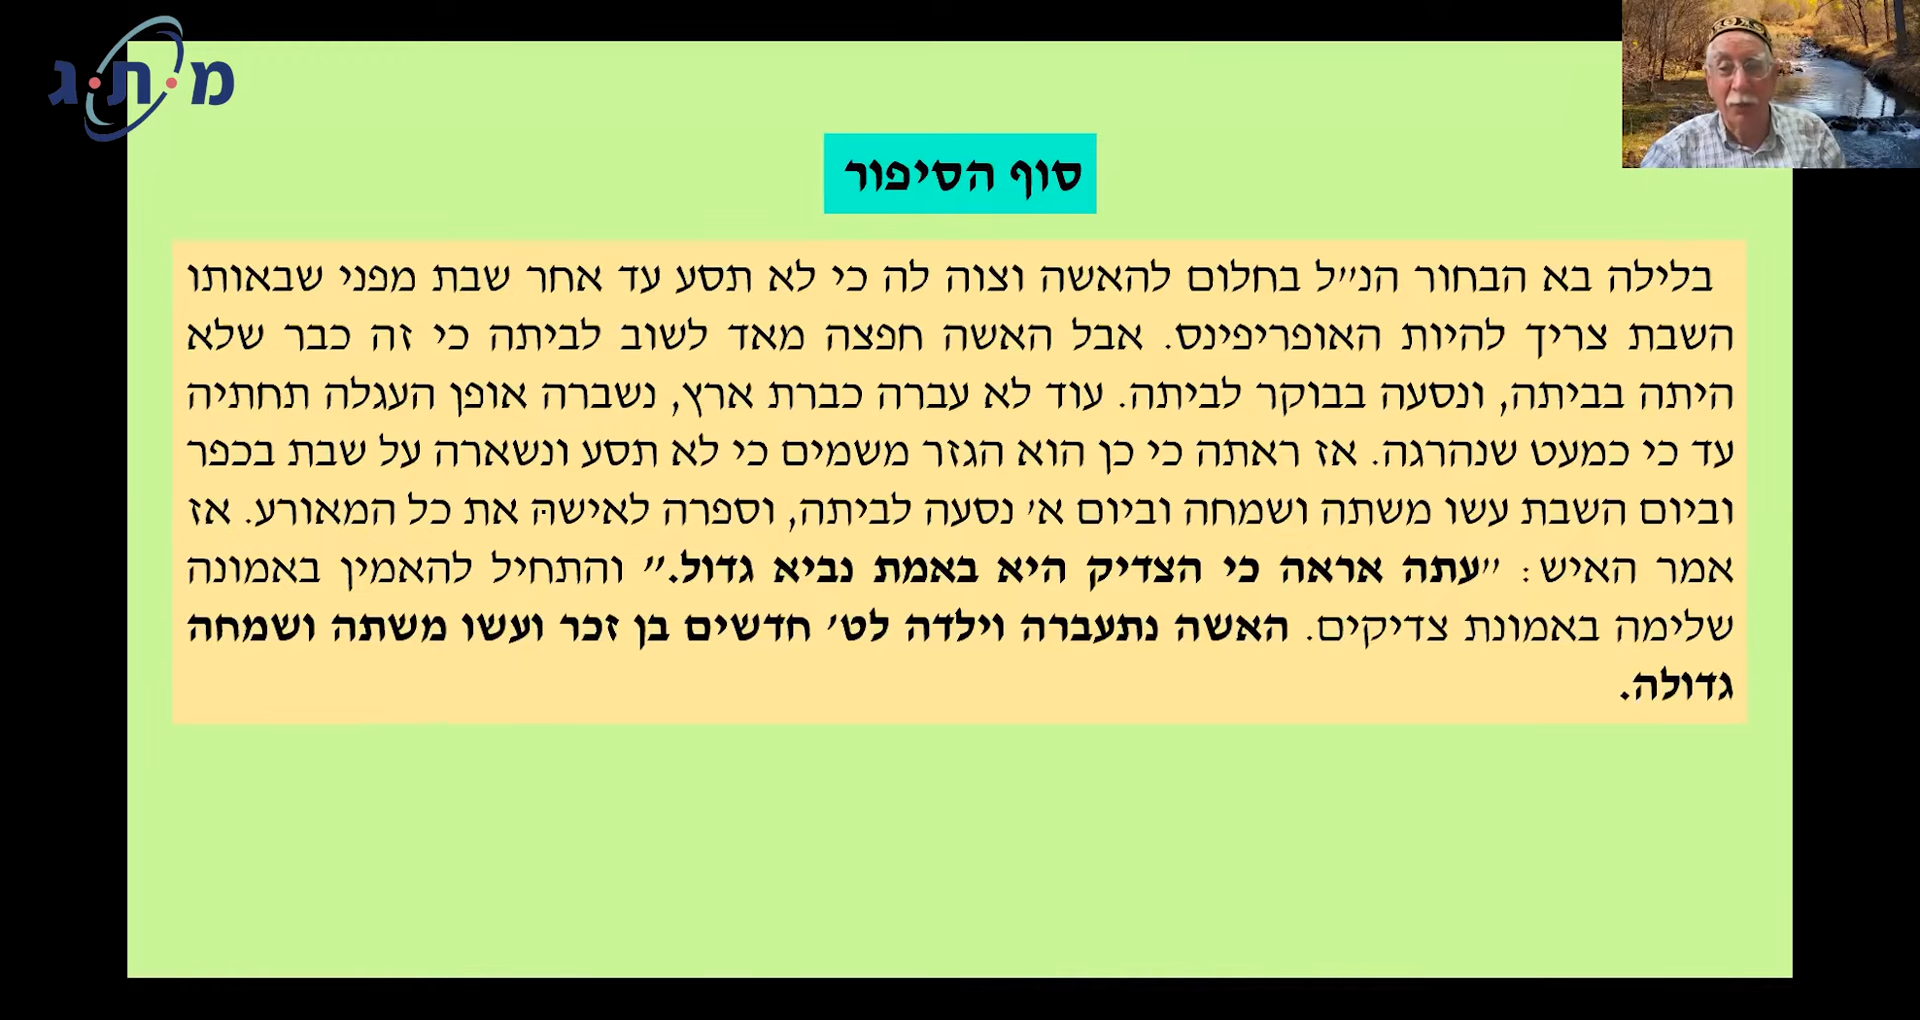 מ.ת.ג
סוף הסיפור
בלילה בא הבחור הנ״ל בחלום להאשה וצוה לה כי לא תסע עד אחר שבת מפני שבאותו
השבת צריך להיות האופריפינס. אבל האשה חפצה מאד לשוב לביתה כי זה כבר שלא
היתה בביתה, ונסעה בבוקר לביתה. עוד לא עברה כברת ארץ, נשברה אופן העגלה תחתיה
עד כי כמעט שנהרגה. אז ראתה כי כן הוא הגזר משמים כי לא תסע ונשארה על שבת בכפר
וביום השבת עשו משתה ושמחה וביום א׳ נסעה לביתה, וספרה לאישה את כל המאורע. אז
אמר האיש: ״עתה אראה כי הצדיק היא באמת נביא גדול.״ והתחיל להאמין באמונה
שלימה באמונת צדיקים. האשה נתעברה וילדה לט׳ חדשים בן זכר ועשו משתה ושמחה
גדולה.